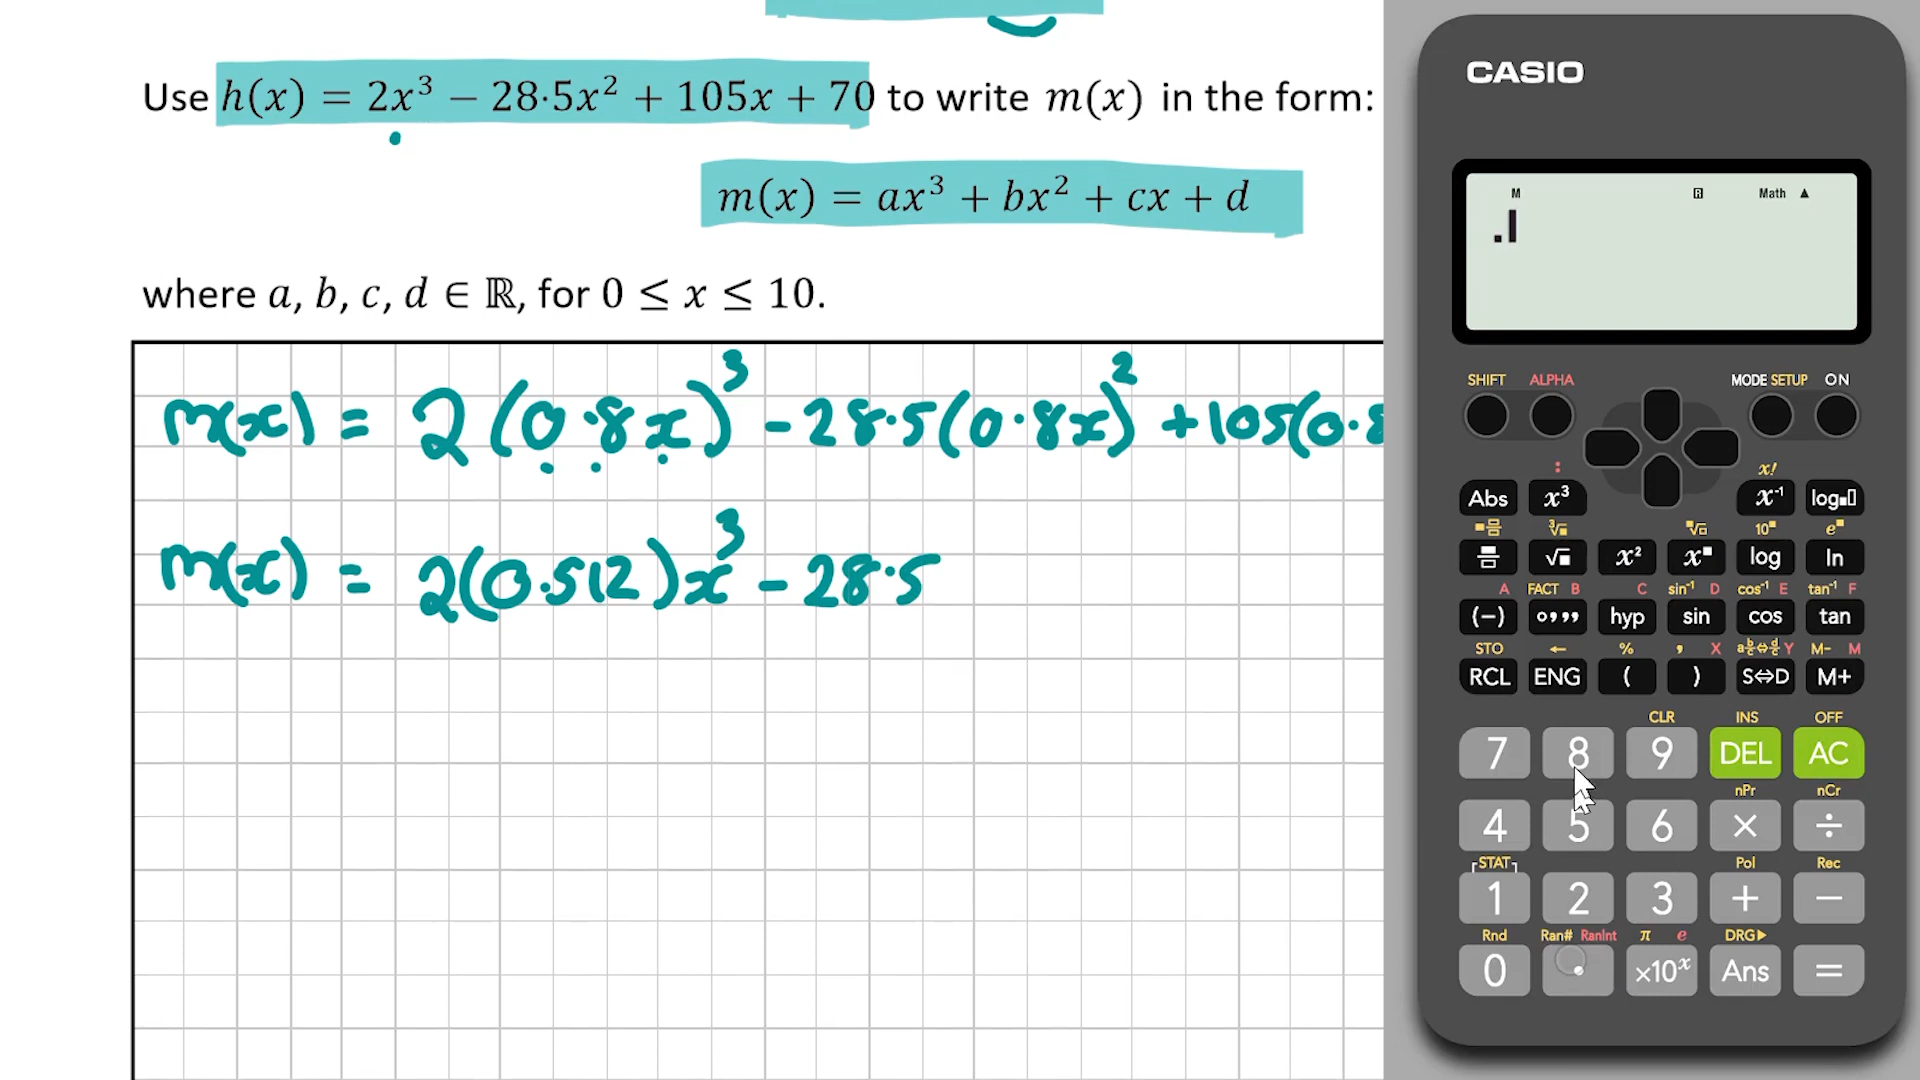 Use h(x) = 2x³ − 28·5x² + 105x + 70 to write m(x) in the form:
m(x) = ax³ + bx² + cx + d
where a, b, c, d ∈ ℝ, for 0 ≤ x ≤ 10.
m(x) = 2(0.8x)³ − 28.5(0.8x)² + 105(0.8
m(x) = 2(0.512)x³ − 28.5
CASIO
M R Math ▲
.
SHIFT ALPHA MODE SETUP ON
: x!
Abs x³ x⁻¹ log▪▯
■▤ ³√■ ■√□ 10■ e■
√■ x² x■ log ln
A FACT B C sin⁻¹ D cos⁻¹ E tan⁻¹ F
(−) °,,, hyp sin cos tan
STO ← % , X a b/c⇔d/c Y M− M
RCL ENG ( ) S⇔D M+
CLR INS OFF
7 8 9 DEL AC
nPr nCr
4 5 6 × ÷
STAT Pol Rec
1 2 3 + −
Rnd Ran# RanInt π e DRG▶
0 . ×10ˣ Ans =